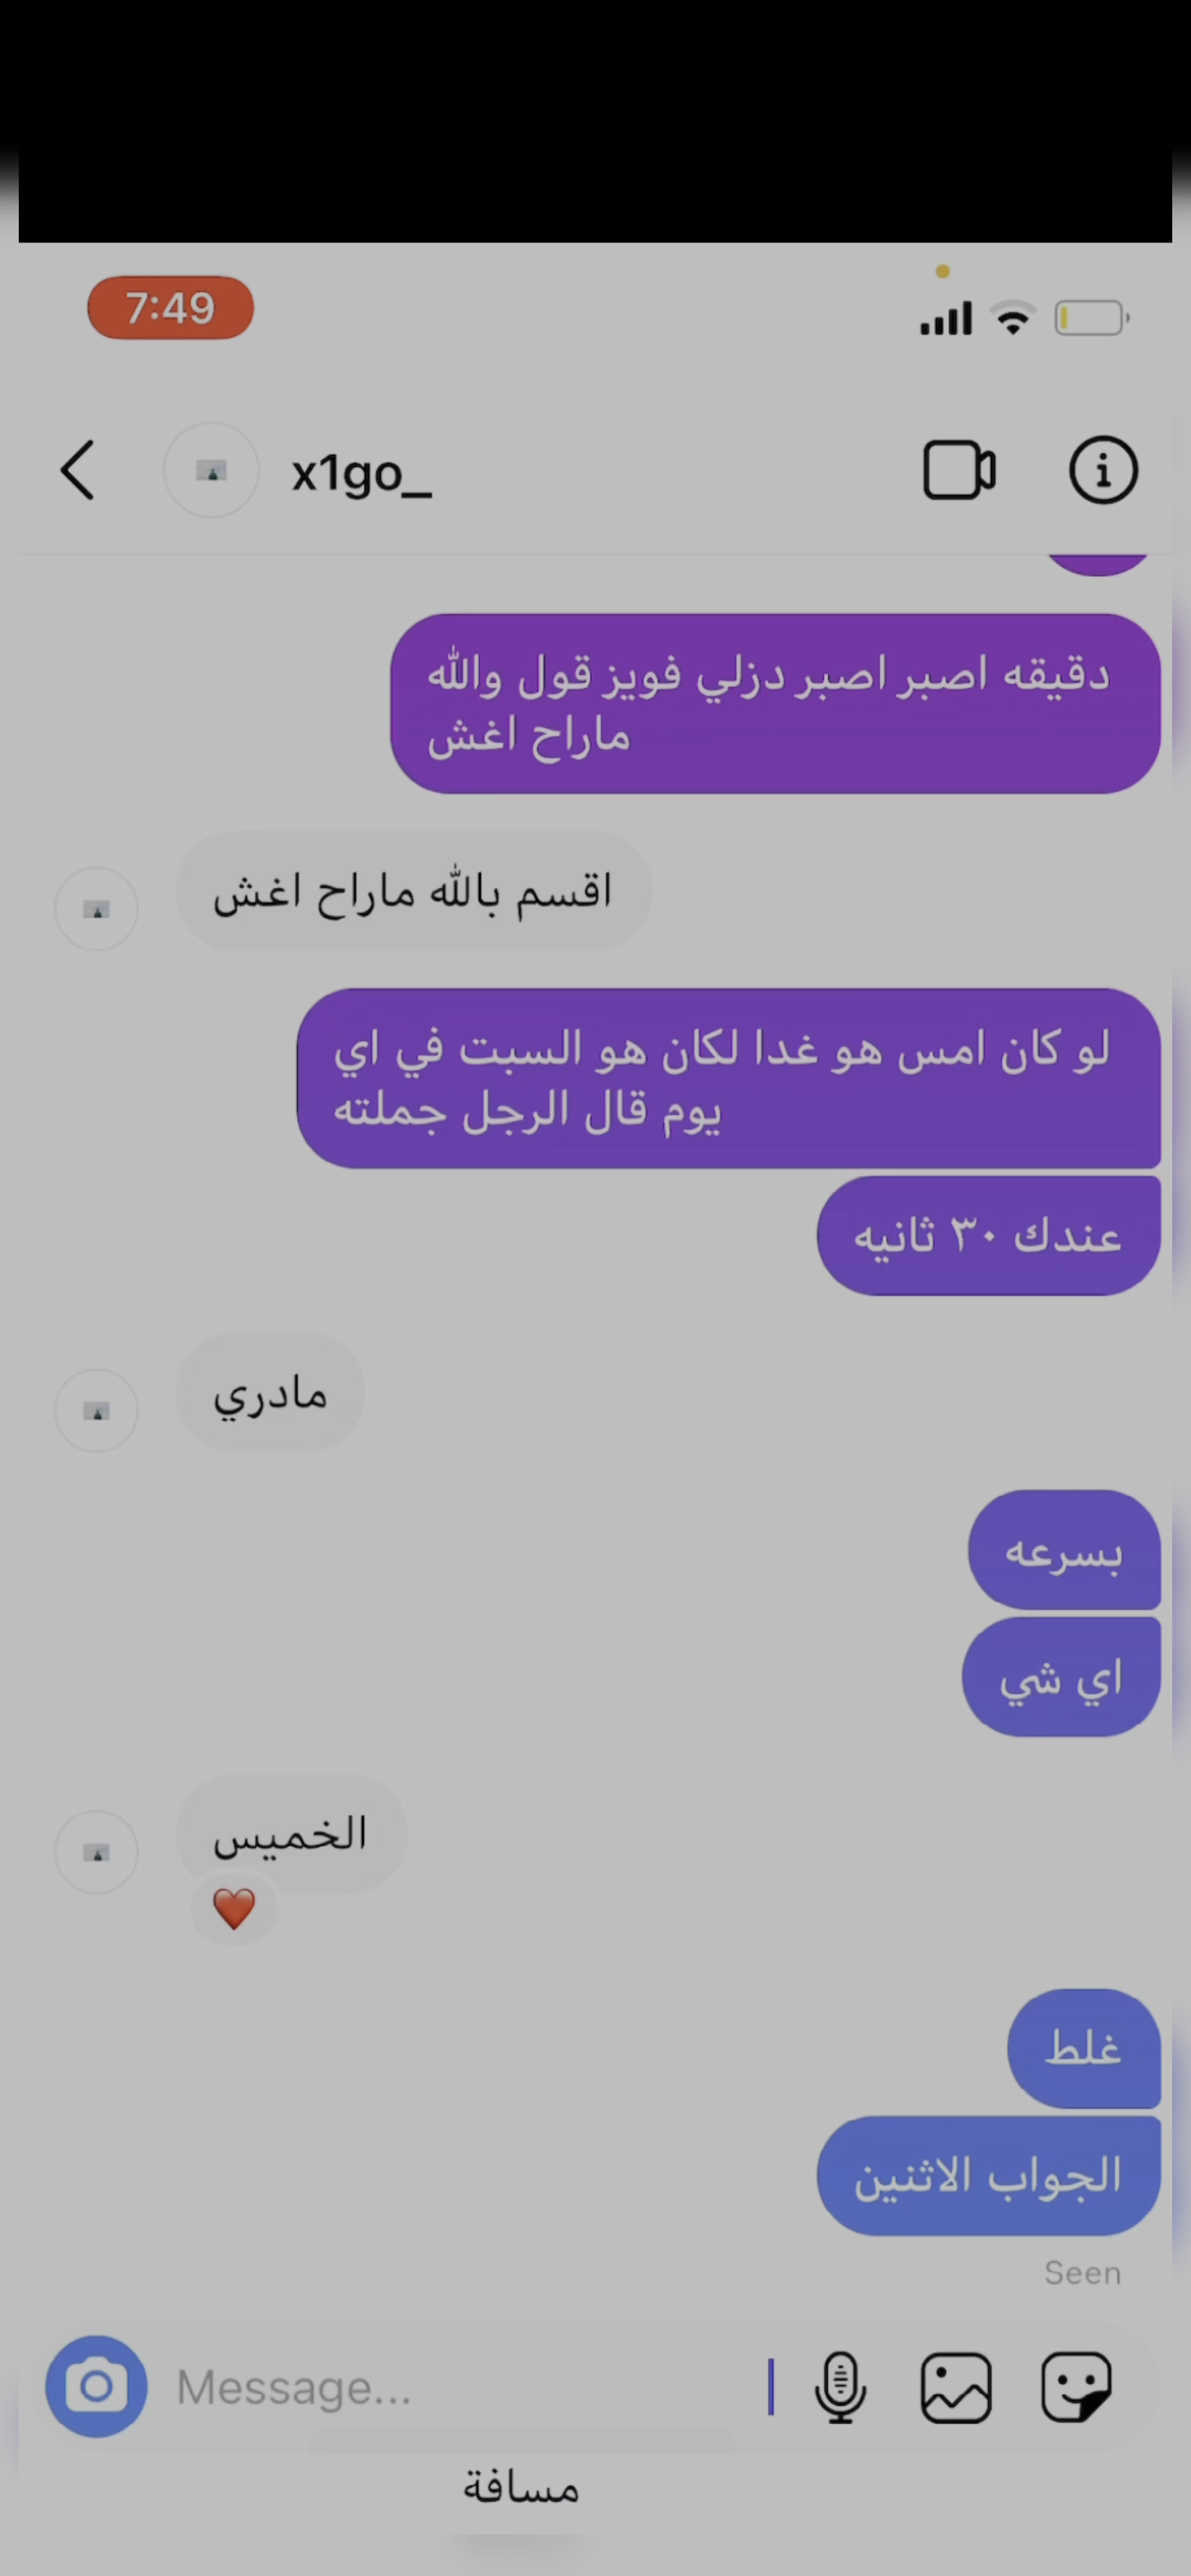 7:49
x1go_
دقيقه اصبر اصبر دزلي فويز قول والله
ماراح اغش
اقسم بالله ماراح اغش
لو كان امس هو غدا لكان هو السبت في اي
يوم قال الرجل جملته
عندك ٣٠ ثانيه
مادري
بسرعه
اي شي
الخميس
غلط
الجواب الاثنين
Seen
Message...
مسافة